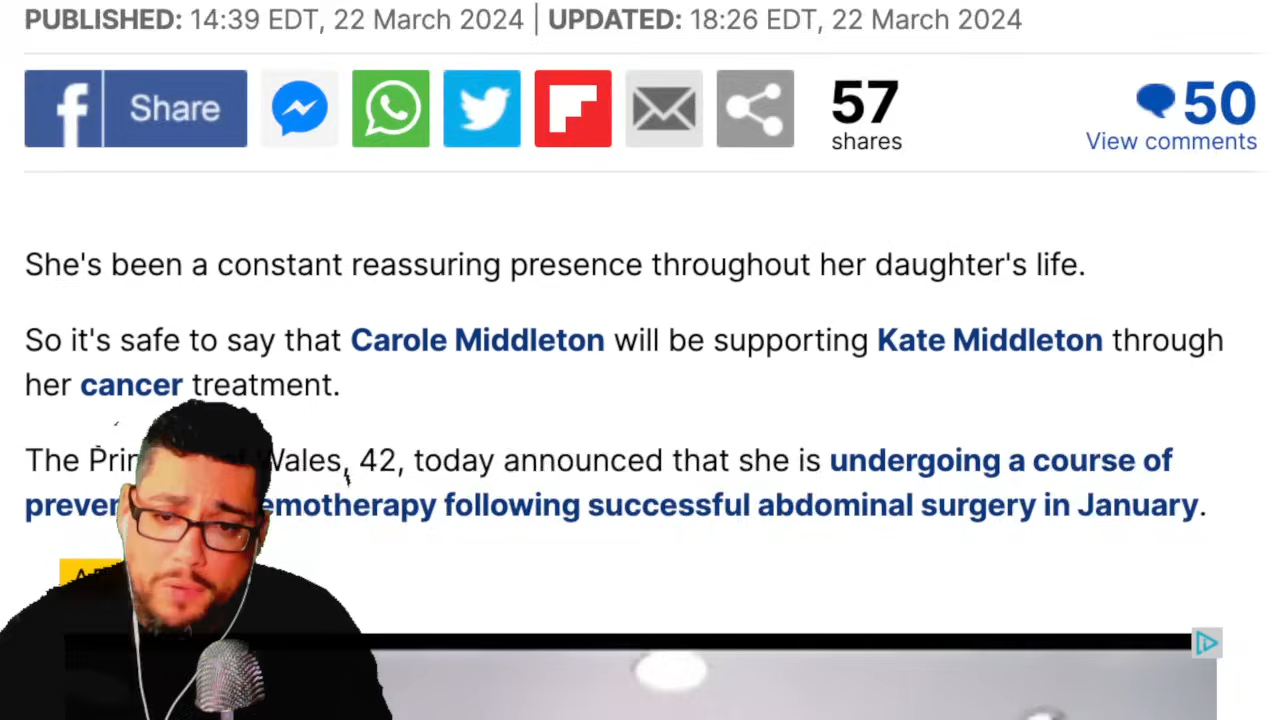 PUBLISHED: 14:39 EDT, 22 March 2024 | UPDATED: 18:26 EDT, 22 March 2024
f Share 57 shares 50 View comments
She's been a constant reassuring presence throughout her daughter's life.
So it's safe to say that Carole Middleton will be supporting Kate Middleton through
her cancer treatment.
The Wales, 42, today announced that she is undergoing a course of
following successful abdominal surgery in January.